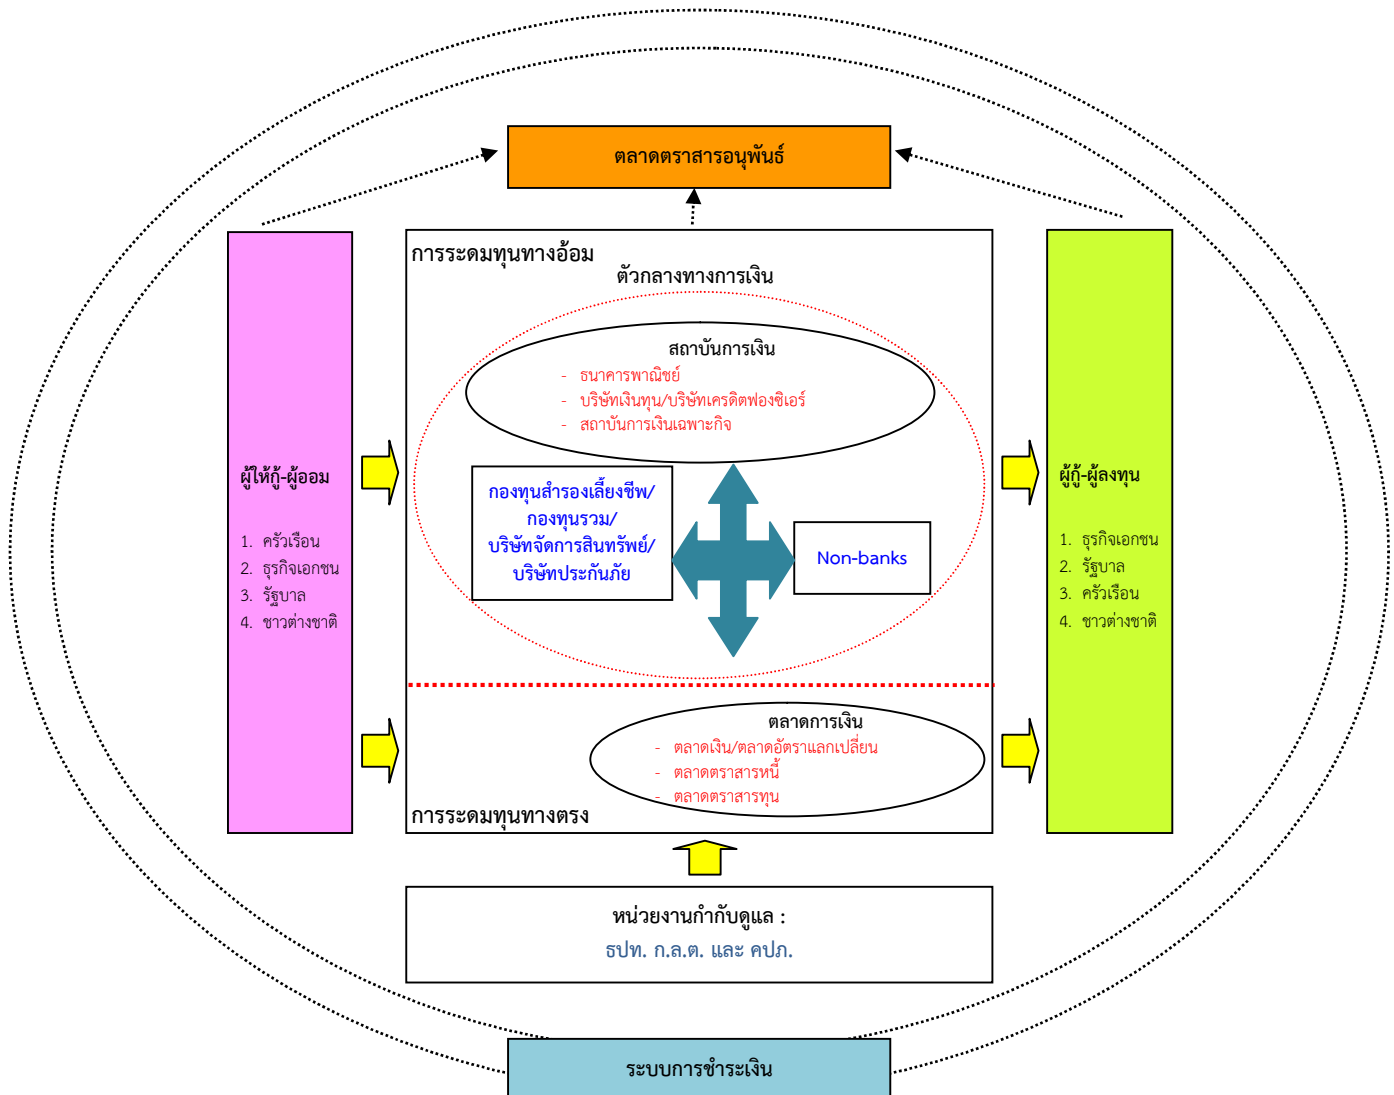 ตลาดตราสารอนุพันธ์
การระดมทุนทางอ้อม
ตัวกลางทางการเงิน
สถาบันการเงิน
- ธนาคารพาณิชย์
- บริษัทเงินทุน/บริษัทเครดิตฟองซิเอร์
- สถาบันการเงินเฉพาะกิจ
ผู้ให้กู้-ผู้ออม
1. ครัวเรือน
2. ธุรกิจเอกชน
3. รัฐบาล
4. ชาวต่างชาติ
กองทุนสำรองเลี้ยงชีพ/
กองทุนรวม/
บริษัทจัดการสินทรัพย์/
บริษัทประกันภัย
Non-banks
ผู้กู้-ผู้ลงทุน
1. ธุรกิจเอกชน
2. รัฐบาล
3. ครัวเรือน
4. ชาวต่างชาติ
ตลาดการเงิน
- ตลาดเงิน/ตลาดอัตราแลกเปลี่ยน
- ตลาดตราสารหนี้
- ตลาดตราสารทุน
การระดมทุนทางตรง
หน่วยงานกำกับดูแล :
ธปท. ก.ล.ต. และ คปภ.
ระบบการชำระเงิน